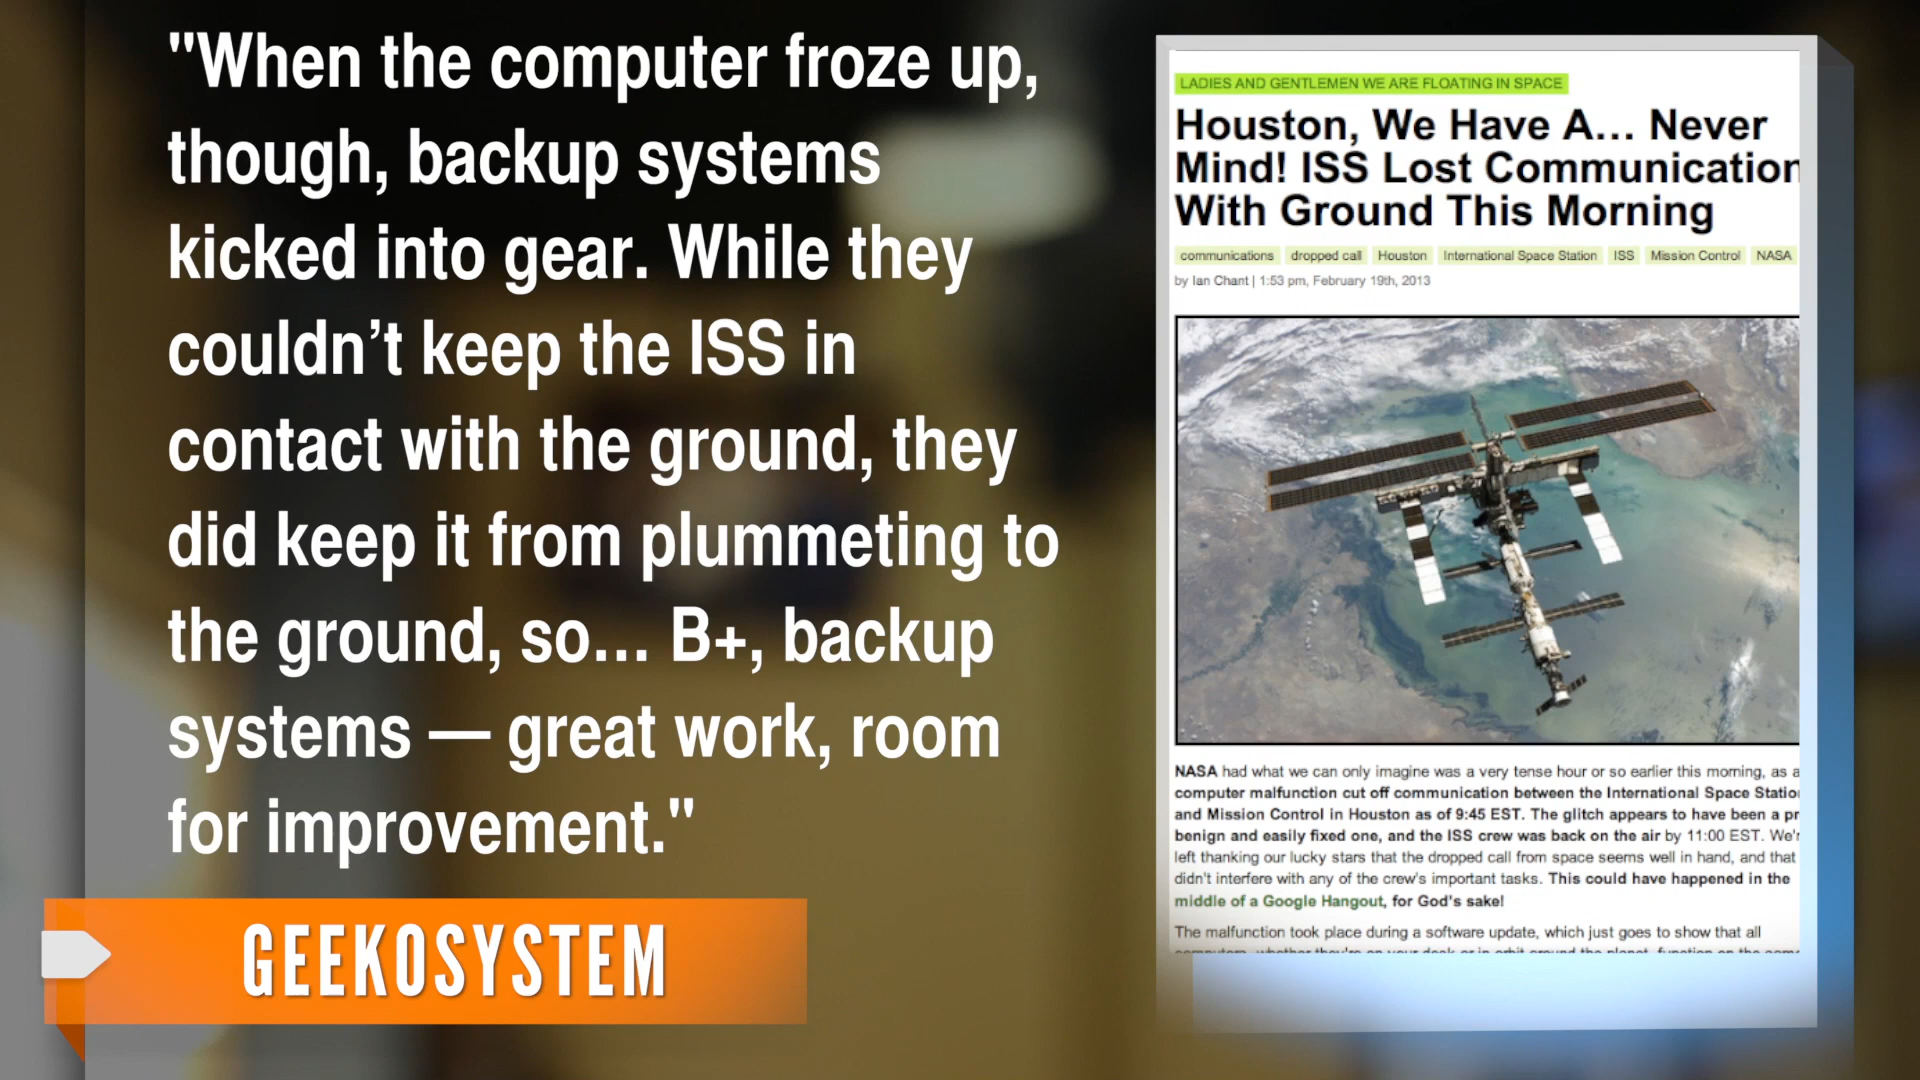 "When the computer froze up,
though, backup systems
kicked into gear. While they
couldn’t keep the ISS in
contact with the ground, they
did keep it from plummeting to
the ground, so... B+, backup
systems — great work, room
for improvement."
GEEKOSYSTEM
LADIES AND GENTLEMEN WE ARE FLOATING IN SPACE
Houston, We Have A... Never
Mind! ISS Lost Communication
With Ground This Morning
communications dropped call Houston International Space Station ISS Mission Control NASA
by Ian Chant | 1:53 pm, February 19th, 2013
NASA had what we can only imagine was a very tense hour or so earlier this morning, as a
computer malfunction cut off communication between the International Space Statio
and Mission Control in Houston as of 9:45 EST. The glitch appears to have been a pr
benign and easily fixed one, and the ISS crew was back on the air by 11:00 EST. We'r
left thanking our lucky stars that the dropped call from space seems well in hand, and that
didn't interfere with any of the crew's important tasks. This could have happened in the
middle of a Google Hangout, for God's sake!
The malfunction took place during a software update, which just goes to show that all